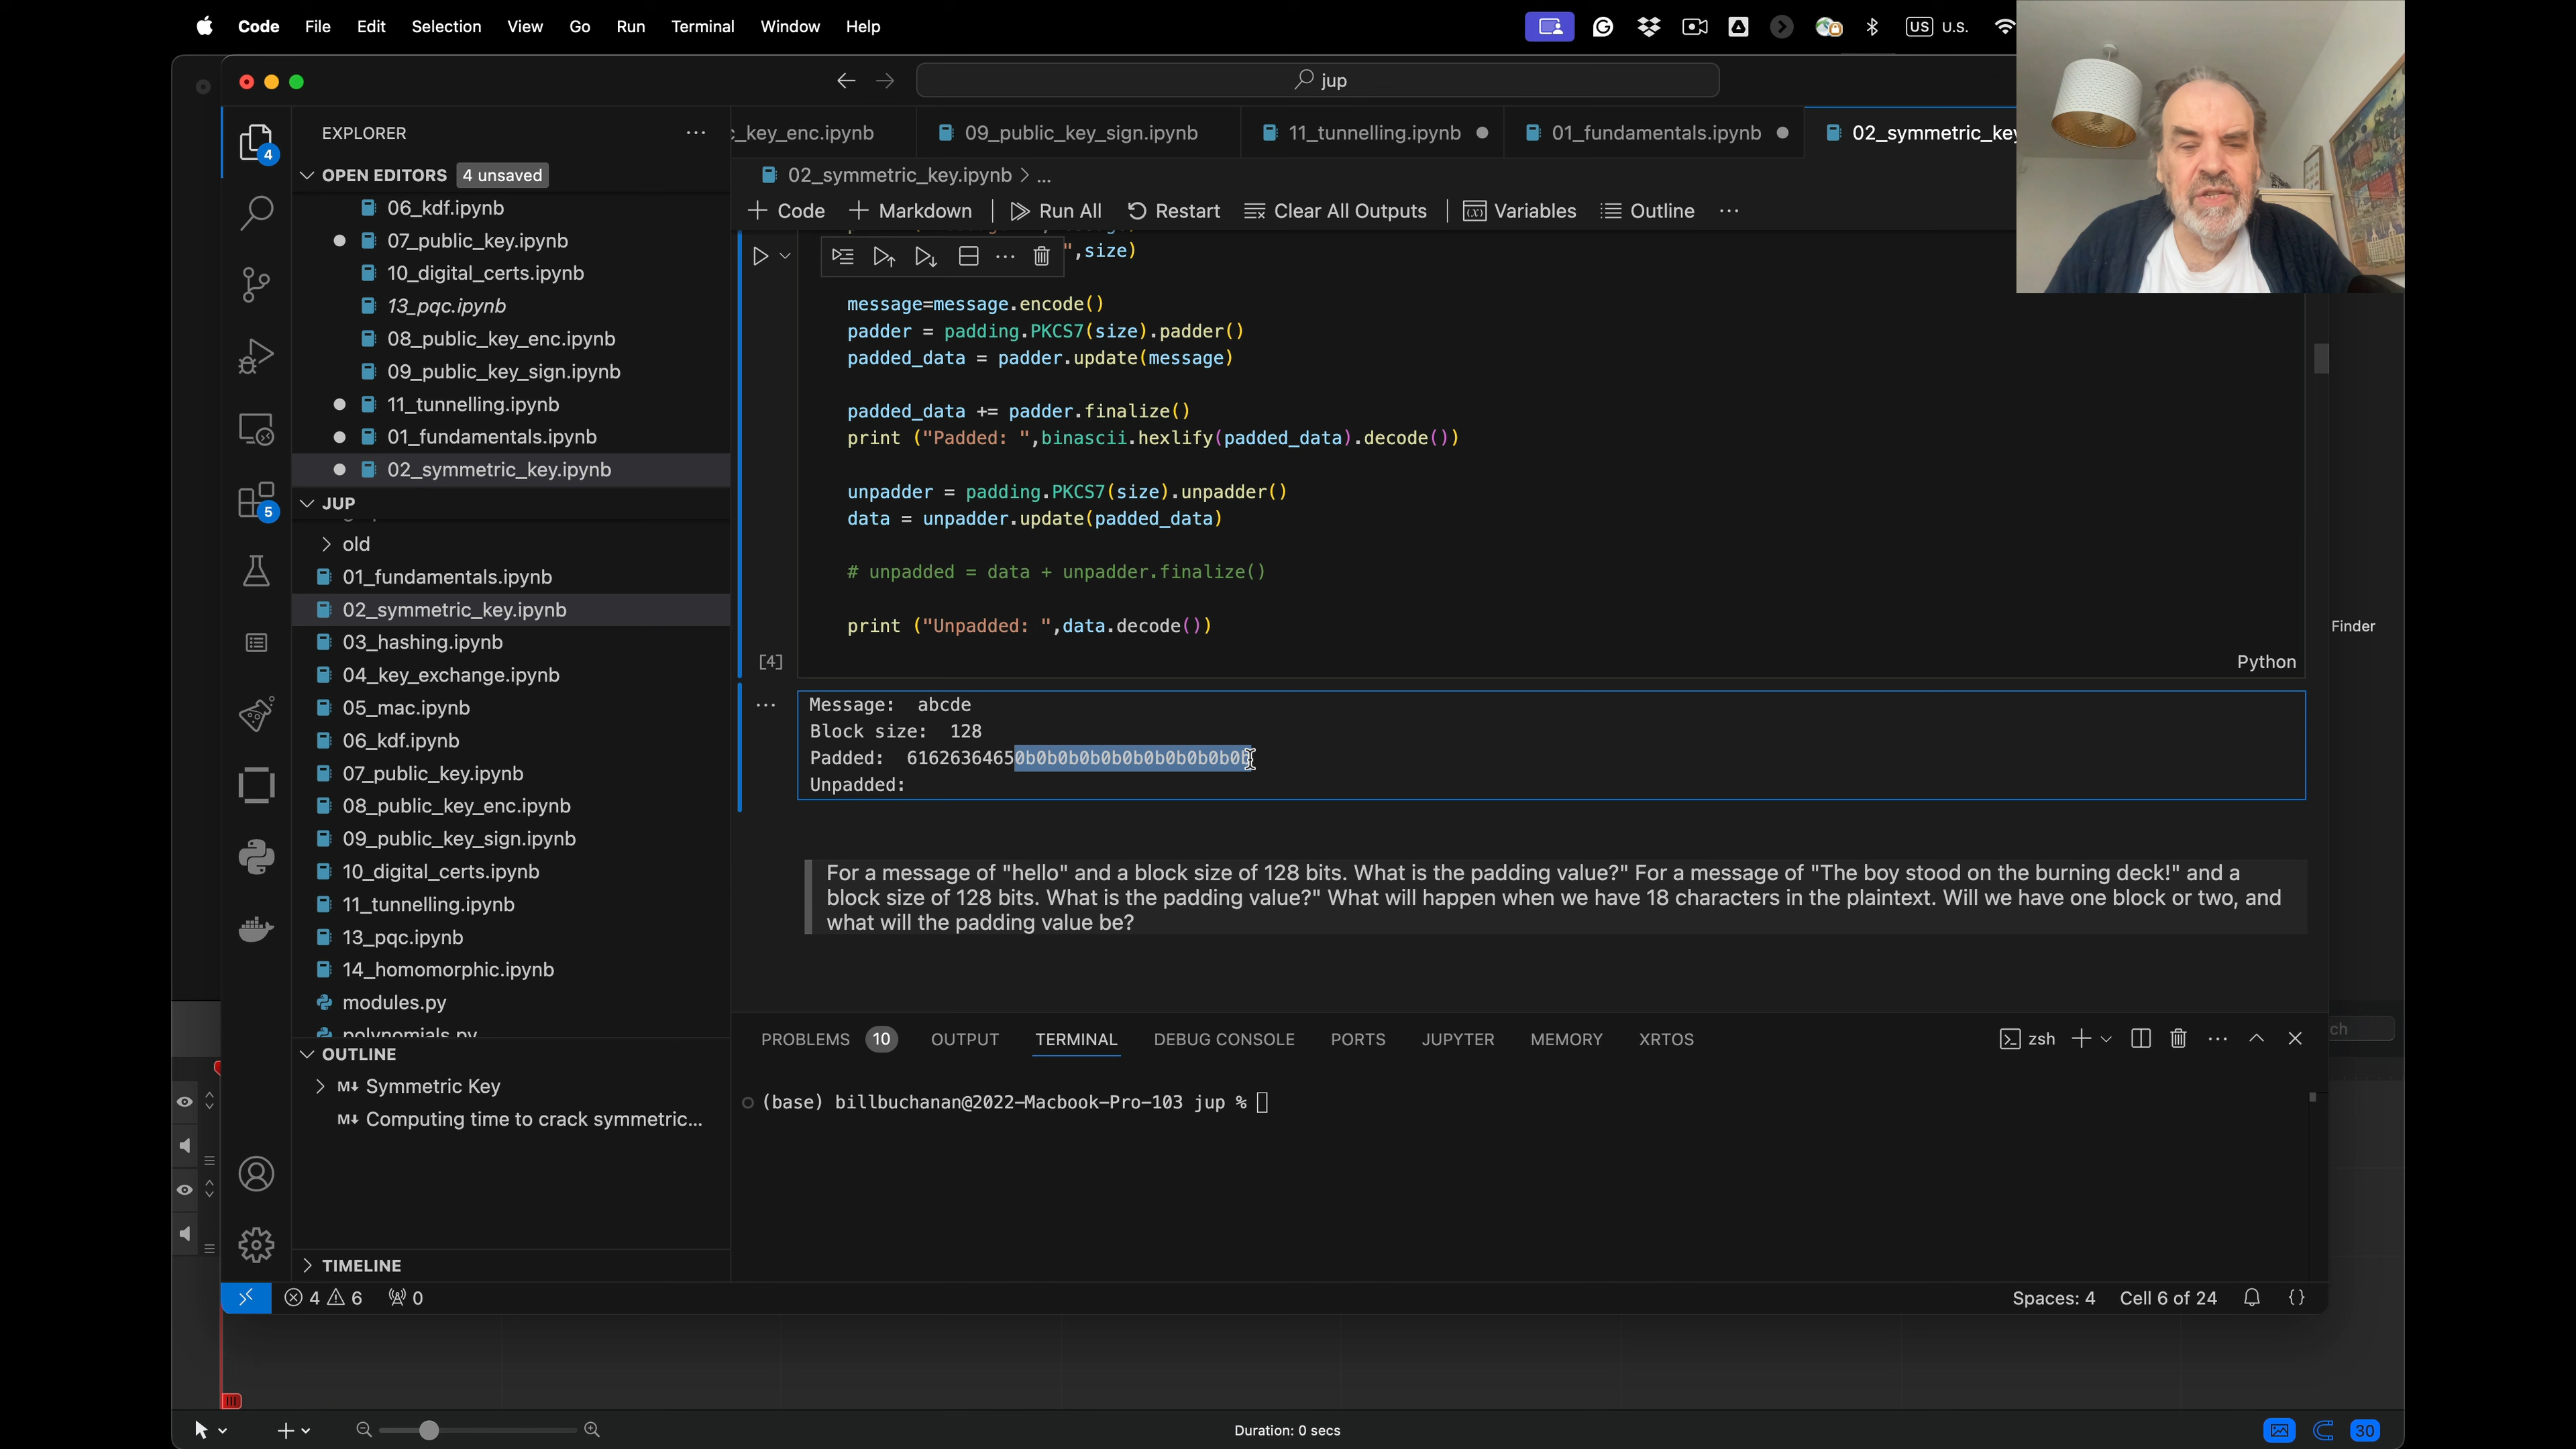 Code File Edit Selection View Go Run Terminal Window Help
US U.S.
jup
EXPLORER
OPEN EDITORS 4 unsaved
06_kdf.ipynb
07_public_key.ipynb
10_digital_certs.ipynb
13_pqc.ipynb
08_public_key_enc.ipynb
09_public_key_sign.ipynb
11_tunnelling.ipynb
01_fundamentals.ipynb
02_symmetric_key.ipynb
JUP
old
01_fundamentals.ipynb
02_symmetric_key.ipynb
03_hashing.ipynb
04_key_exchange.ipynb
05_mac.ipynb
06_kdf.ipynb
07_public_key.ipynb
08_public_key_enc.ipynb
09_public_key_sign.ipynb
10_digital_certs.ipynb
11_tunnelling.ipynb
13_pqc.ipynb
14_homomorphic.ipynb
modules.py
polynomials.py
OUTLINE
Symmetric Key
Computing time to crack symmetric...
TIMELINE
4
5
_key_enc.ipynb 09_public_key_sign.ipynb 11_tunnelling.ipynb 01_fundamentals.ipynb 02_symmetric_key
02_symmetric_key.ipynb > ...
+ Code + Markdown Run All Restart Clear All Outputs Variables Outline ...
",size)
message=message.encode()
padder = padding.PKCS7(size).padder()
padded_data = padder.update(message)
padded_data += padder.finalize()
print ("Padded: ",binascii.hexlify(padded_data).decode())
unpadder = padding.PKCS7(size).unpadder()
data = unpadder.update(padded_data)
# unpadded = data + unpadder.finalize()
print ("Unpadded: ",data.decode())
[4]
Python
Message:  abcde
Block size:  128
Padded:  61626364650b0b0b0b0b0b0b0b0b0b0b
Unpadded:
For a message of "hello" and a block size of 128 bits. What is the padding value?" For a message of "The boy stood on the burning deck!" and a
block size of 128 bits. What is the padding value?" What will happen when we have 18 characters in the plaintext. Will we have one block or two, and
what will the padding value be?
PROBLEMS 10 OUTPUT TERMINAL DEBUG CONSOLE PORTS JUPYTER MEMORY XRTOS
zsh
(base) billbuchanan@2022-Macbook-Pro-103 jup %
4 6 0
Spaces: 4 Cell 6 of 24 {}
Finder
ch
Duration: 0 secs
30